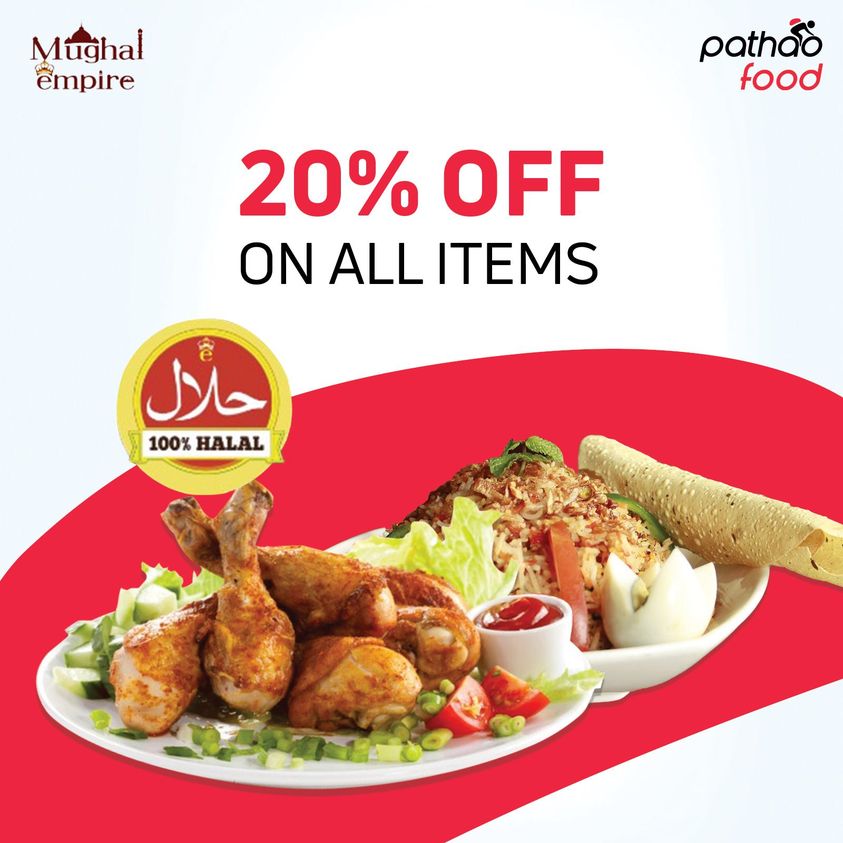 Mughal
empire
pathao
food
20% OFF
ON ALL ITEMS
e
حلال
100% HALAL